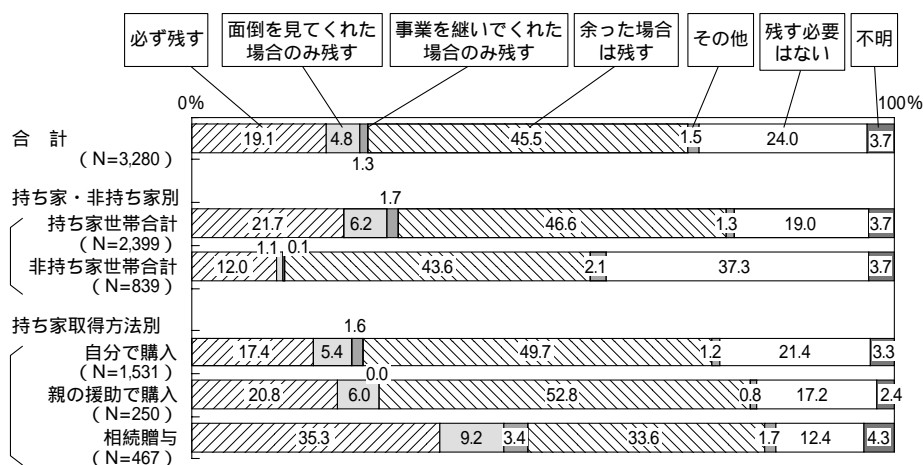 必ず残す
面倒を見てくれた
場合のみ残す
事業を継いでくれた
場合のみ残す
余った場合
は残す
その他
残す必要
はない
不明
0%
100%
合 計
(N=3,280)
19.1
4.8
1.3
45.5
1.5
24.0
3.7
持ち家・非持ち家別
持ち家世帯合計
(N=2,399)
21.7
6.2
1.7
46.6
1.3
19.0
3.7
非持ち家世帯合計
(N=839)
12.0
1.1
0.1
43.6
2.1
37.3
3.7
持ち家取得方法別
自分で購入
(N=1,531)
17.4
5.4
1.6
49.7
1.2
21.4
3.3
親の援助で購入
(N=250)
20.8
6.0
0.0
52.8
0.8
17.2
2.4
相続贈与
(N=467)
35.3
9.2
3.4
33.6
1.7
12.4
4.3